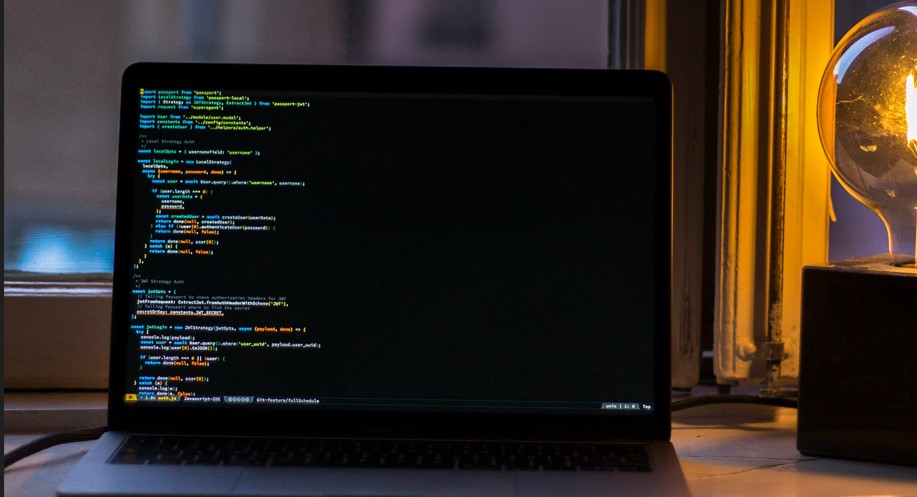 import passport from "passport";
import LocalStrategy from "passport-local";
import { Strategy as JWTStrategy, ExtractJwt } from "passport-jwt";
import request from "superagent";
import User from "../module/user.model";
import constants from "../config/constants";
import { createUser } from "../helpers/auth.helper";
/**
* Local Strategy Auth
*/
const localOpts = { usernameField: "username" };
const localLogin = new LocalStrategy(
localOpts,
async (username, password, done) => {
try {
const user = await User.query().where("username", username);
if (user.length === 0) {
const userData = {
username,
password,
};
const createdUser = await createUser(userData);
return done(null, createdUser);
} else if (!user[0].authenticateUser(password)) {
return done(null, false);
}
return done(null, user[0]);
} catch (e) {
return done(null, false);
}
},
);
/**
* JWT Strategy Auth
*/
const jwtOpts = {
// Telling Passport to check authorization headers for JWT
jwtFromRequest: ExtractJwt.fromAuthHeaderWithScheme("JWT"),
// Telling Passport where to find the secret
secretOrKey: constants.JWT_SECRET,
};
const jwtLogin = new JWTStrategy(jwtOpts, async (payload, done) => {
try {
console.log(payload);
const user = await User.query().where("user_uuid", payload.user_uuid);
console.log(user[0].toJSON());
if (user.length === 0 || !user) {
return done(null, false);
}
return done(null, user[0]);
} catch (e) {
console.log(e);
return done(e, false);
1.8k auth.js JavaScript-IDE Git-feature/fullSchedule unix | 1: 0 Top